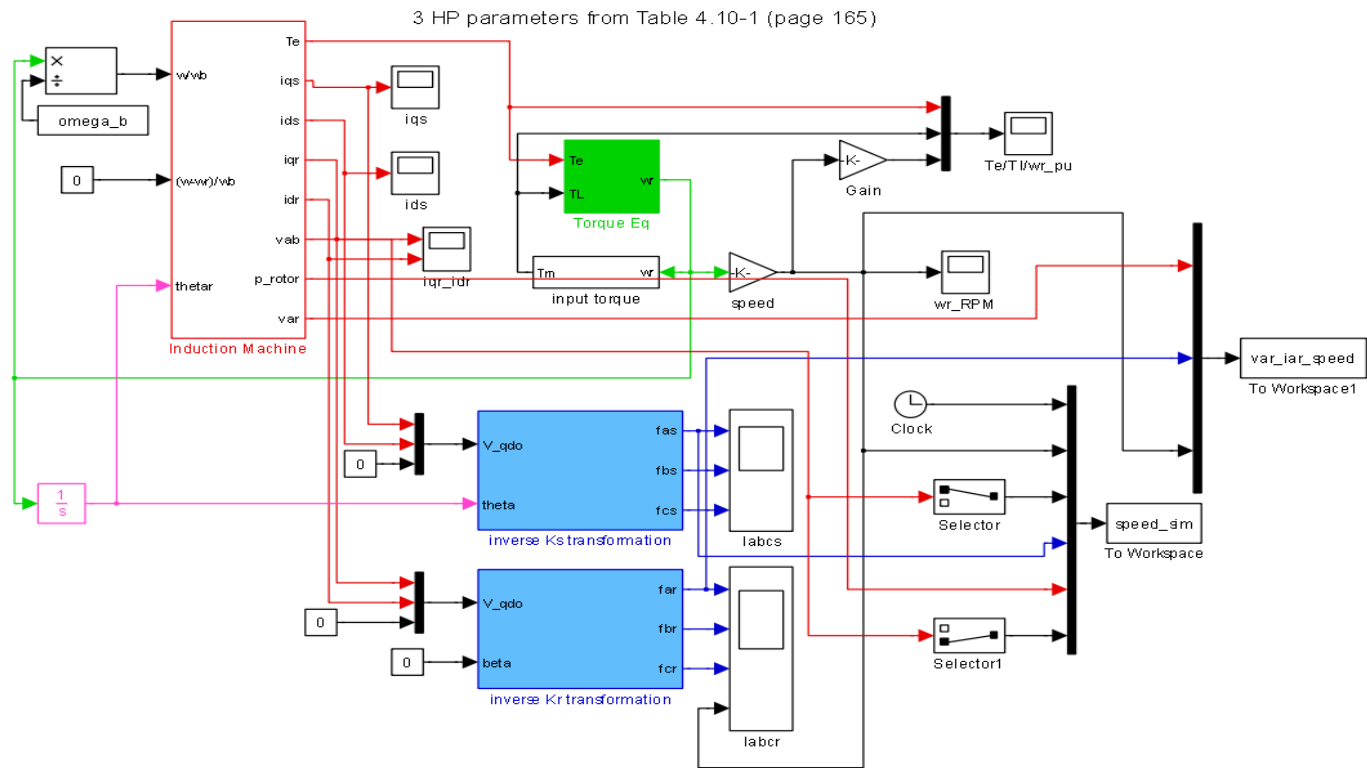 3 HP parameters from Table 4.10-1 (page 165)
×
÷
omega_b
0
w/wb
(w-wr)/wb
thetar
Te
iqs
ids
iqr
idr
vab
p_rotor
var
Induction Machine
iqs
ids
iqr_idr
Te
TL
wr
Torque Eq
Tm
wr
input torque
-K-
speed
-K-
Gain
Te/Tl/wr_pu
wr_RPM
var_iar_speed
To Workspace1
Clock
Selector
Selector1
speed_sim
To Workspace
1
s
0
V_qdo
theta
fas
fbs
fcs
inverse Ks transformation
Iabcs
0
0
V_qdo
beta
far
fbr
fcr
inverse Kr transformation
Iabcr